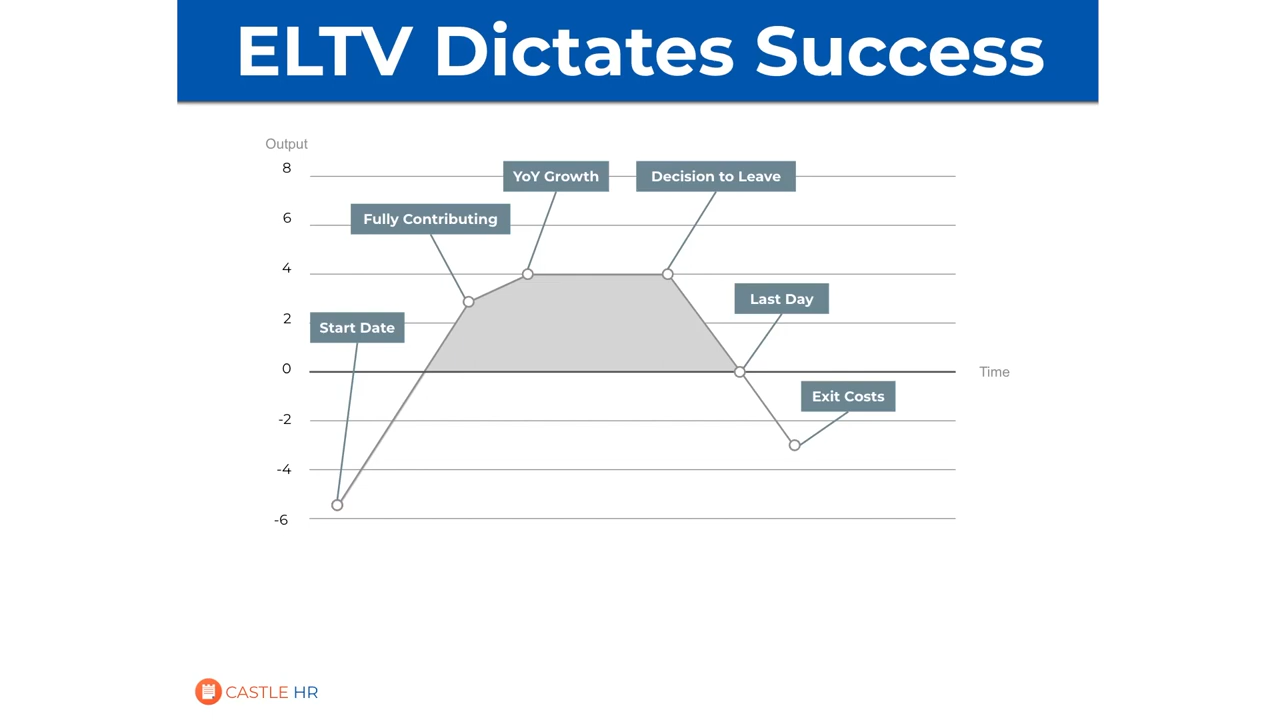 ELTV Dictates Success
Output
8
YoY Growth
Decision to Leave
6
Fully Contributing
4
Last Day
2
Start Date
0
Time
Exit Costs
-2
-4
-6
CASTLE HR